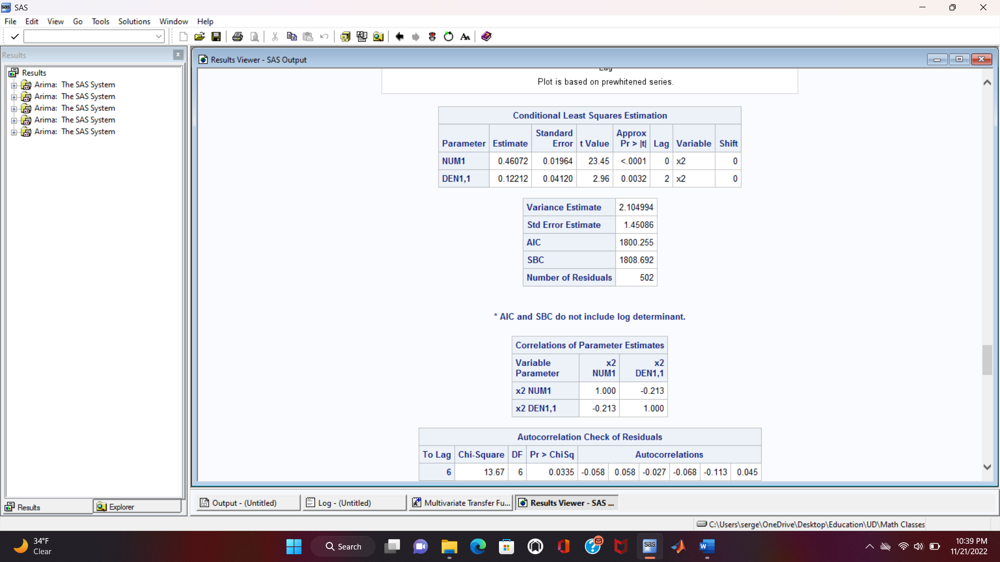 SAS
File Edit View Go Tools Solutions Window Help
Results
Results Viewer - SAS Output
Results
Arima: The SAS System
Arima: The SAS System
Arima: The SAS System
Arima: The SAS System
Arima: The SAS System
Lag
Plot is based on prewhitened series.
Conditional Least Squares Estimation
Parameter Estimate Standard Error t Value Approx Pr > |t| Lag Variable Shift
NUM1 0.46072 0.01964 23.45 <.0001 0 x2 0
DEN1,1 0.12212 0.04120 2.96 0.0032 2 x2 0
Variance Estimate 2.104994
Std Error Estimate 1.45086
AIC 1800.255
SBC 1808.692
Number of Residuals 502
* AIC and SBC do not include log determinant.
Correlations of Parameter Estimates
Variable Parameter x2 NUM1 x2 DEN1,1
x2 NUM1 1.000 -0.213
x2 DEN1,1 -0.213 1.000
Autocorrelation Check of Residuals
To Lag Chi-Square DF Pr > ChiSq Autocorrelations
6 13.67 6 0.0335 -0.058 0.058 -0.027 -0.068 -0.113 0.045
Results Explorer
Output - (Untitled) Log - (Untitled) Multivariate Transfer Fu... Results Viewer - SAS ...
C:\Users\serge\OneDrive\Desktop\Education\UD\Math Classes
34°F
Clear
Search
sas
10:39 PM
11/21/2022